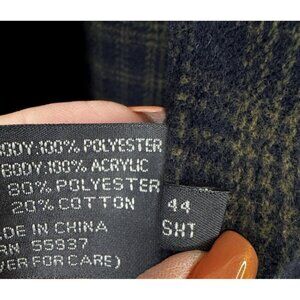 BODY:100% POLYESTER
BODY:100% ACRYLIC
80% POLYESTER
20% COTTON
DE IN CHINA
RN 55937
VER FOR CARE)
44
SHT